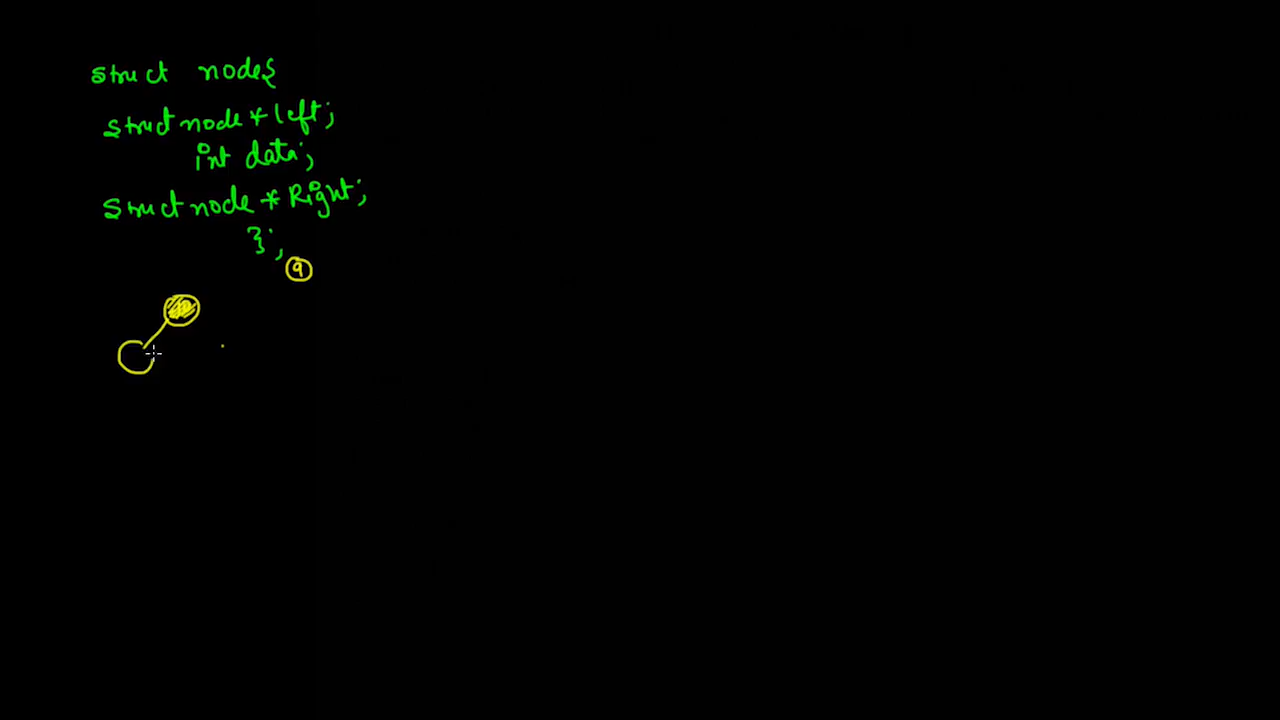 struct node{
struct node * left;
int data;
struct node * Right;
};
9